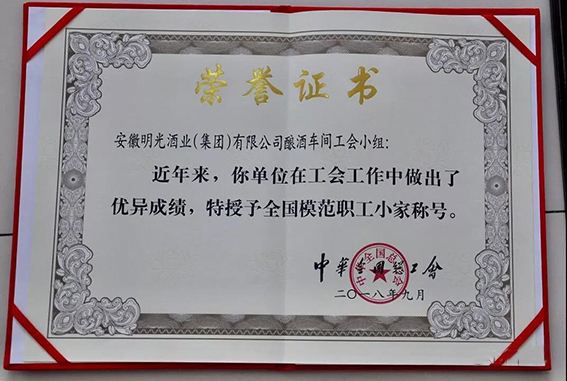 荣誉证书
安徽明光酒业(集团)有限公司酿酒车间工会小组:
近年来，你单位在工会工作中做出了
优异成绩，特授予全国模范职工小家称号。
中華全国總工會
二〇一八年九月